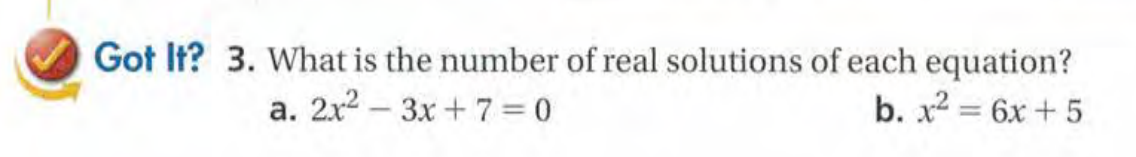 Got It? 3. What is the number of real solutions of each equation?
a. 2x² – 3x + 7 = 0 b. x² = 6x + 5